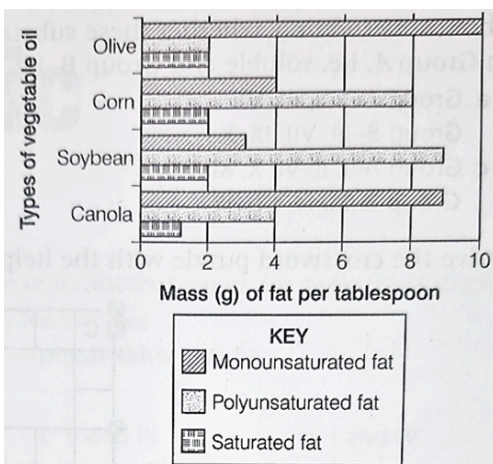 Olive
Corn
Soybean
Canola
Types of vegetable oil
0 2 4 6 8 10
Mass (g) of fat per tablespoon
KEY
Monounsaturated fat
Polyunsaturated fat
Saturated fat